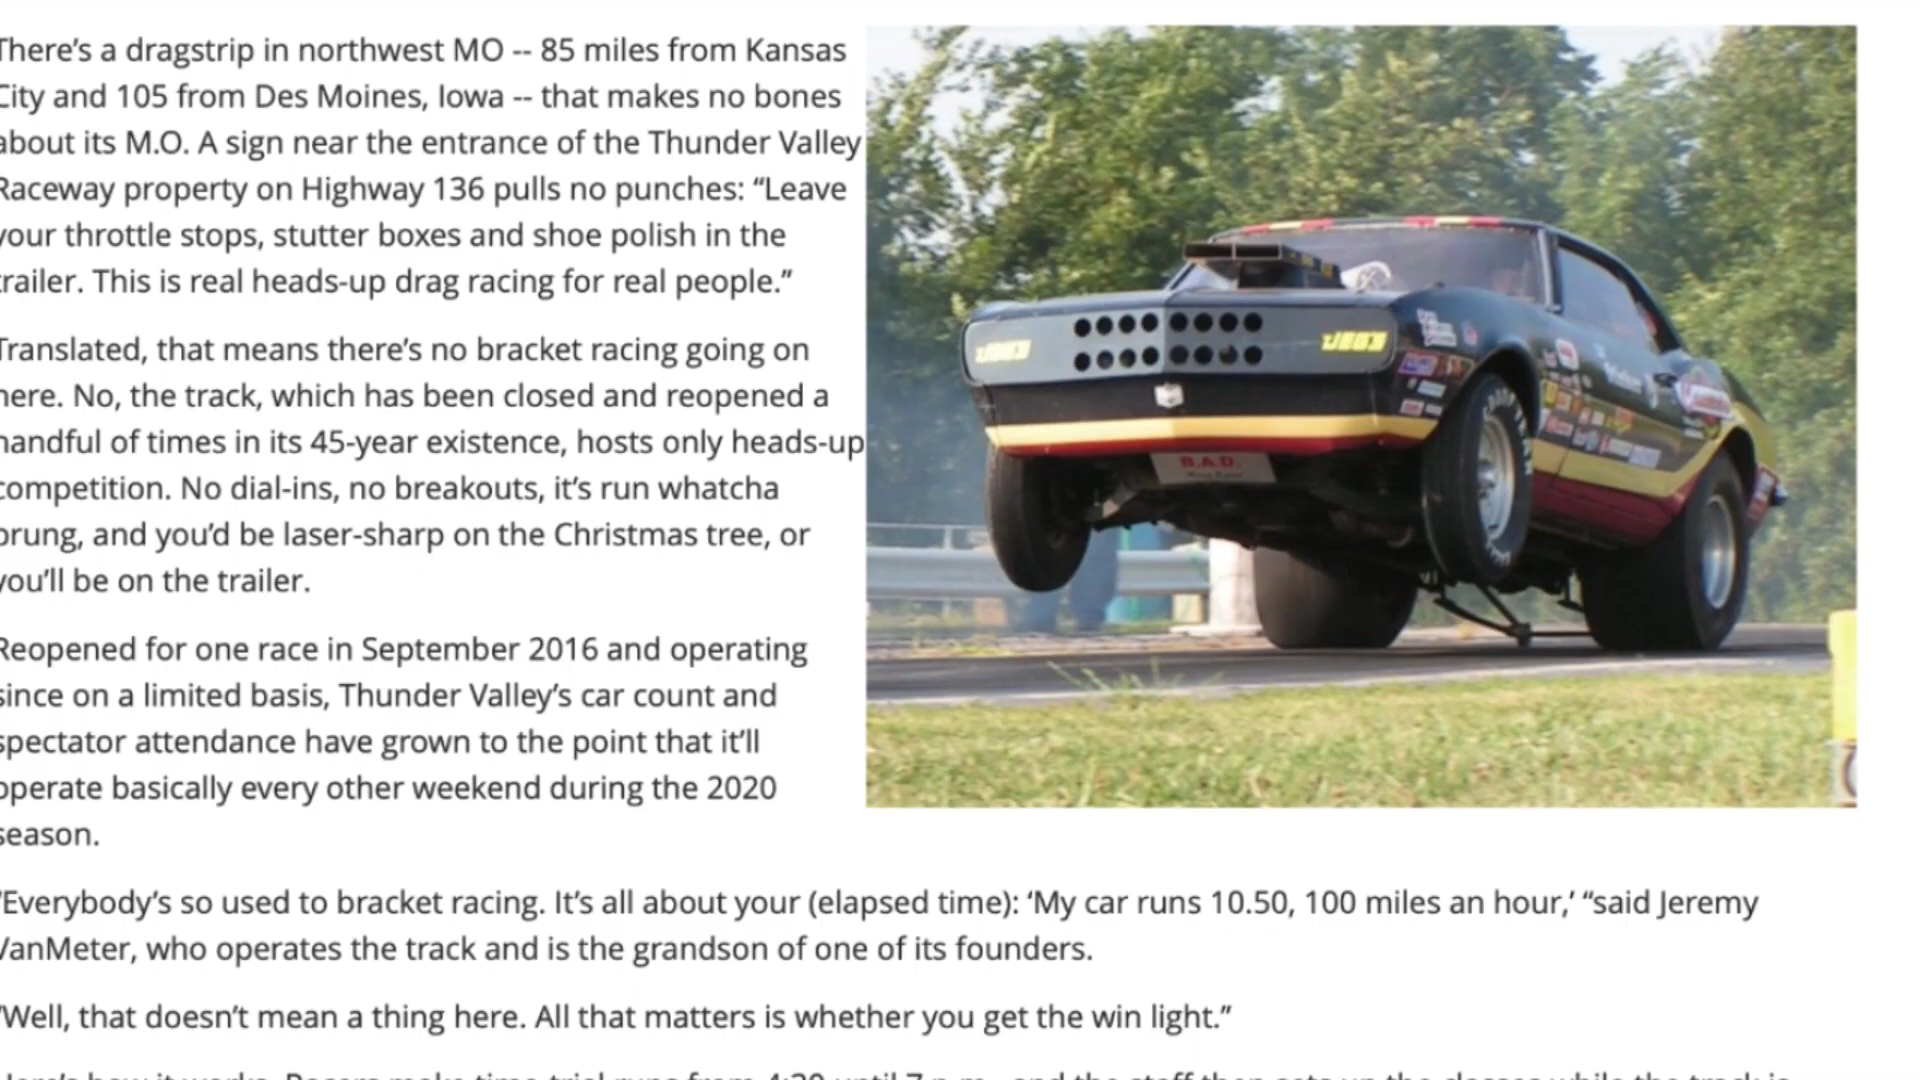 There's a dragstrip in northwest MO -- 85 miles from Kansas
City and 105 from Des Moines, Iowa -- that makes no bones
about its M.O. A sign near the entrance of the Thunder Valley
Raceway property on Highway 136 pulls no punches: “Leave
your throttle stops, stutter boxes and shoe polish in the
trailer. This is real heads-up drag racing for real people.”
Translated, that means there's no bracket racing going on
here. No, the track, which has been closed and reopened a
handful of times in its 45-year existence, hosts only heads-up
competition. No dial-ins, no breakouts, it's run whatcha
brung, and you'd be laser-sharp on the Christmas tree, or
you'll be on the trailer.
Reopened for one race in September 2016 and operating
since on a limited basis, Thunder Valley's car count and
spectator attendance have grown to the point that it'll
operate basically every other weekend during the 2020
season.
JEGS
JEGS
B.A.D.
“Everybody's so used to bracket racing. It's all about your (elapsed time): ‘My car runs 10.50, 100 miles an hour,’ “said Jeremy
VanMeter, who operates the track and is the grandson of one of its founders.
“Well, that doesn't mean a thing here. All that matters is whether you get the win light.”